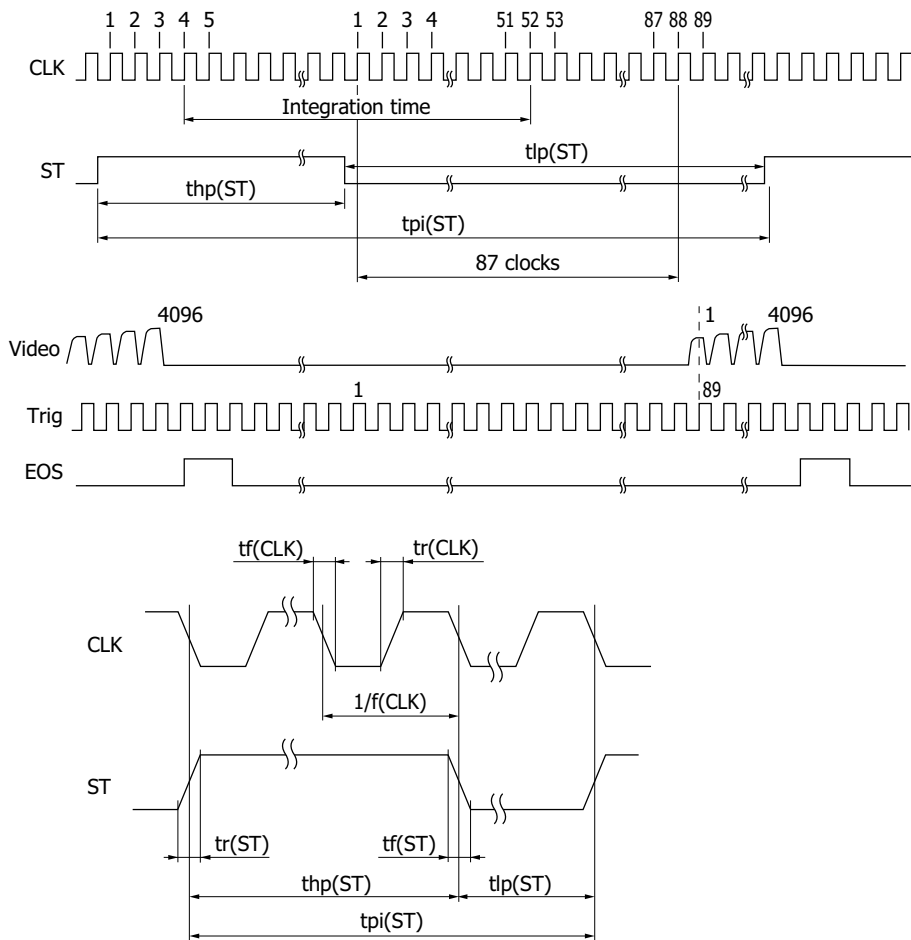 1 2 3 4 5 1 2 3 4 51 52 53 87 88 89
CLK
Integration time
ST
tlp(ST)
thp(ST)
tpi(ST)
87 clocks
4096 1 4096
Video
1 89
Trig
EOS
tf(CLK) tr(CLK)
CLK
1/f(CLK)
ST
tr(ST) tf(ST)
thp(ST) tlp(ST)
tpi(ST)